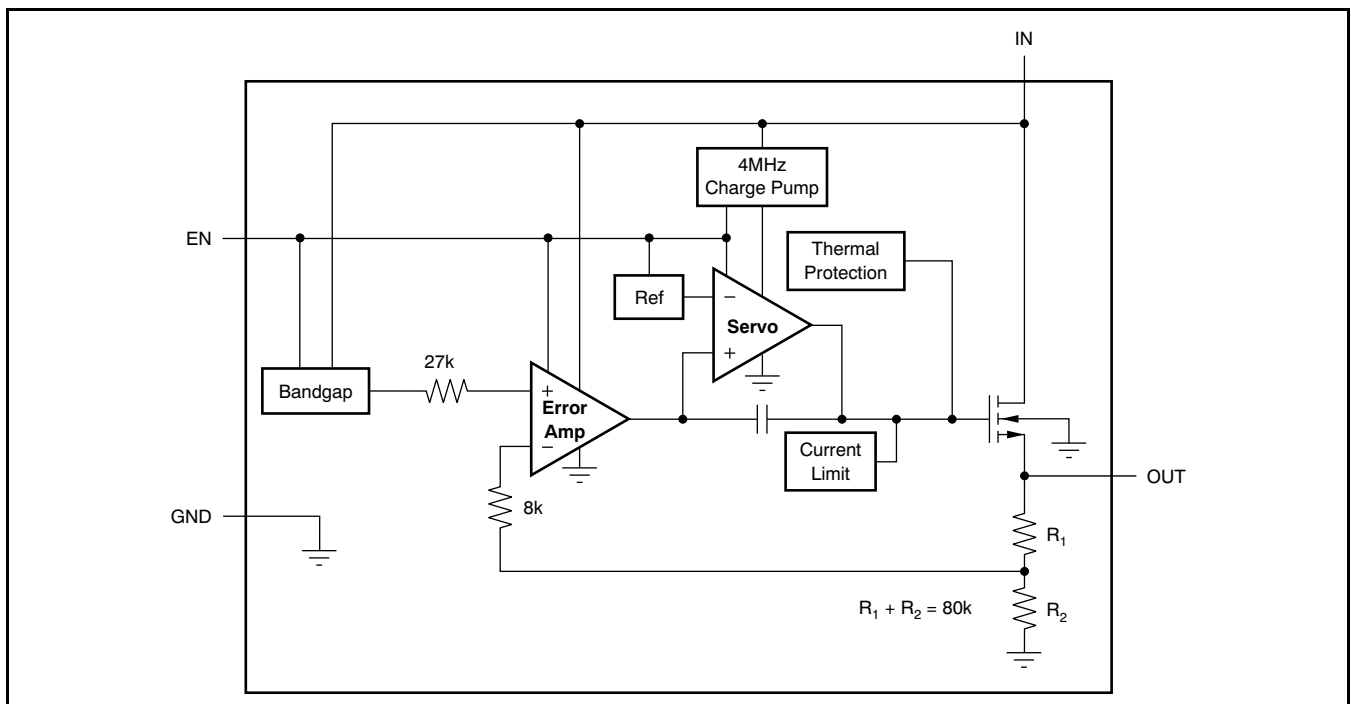 IN
4MHz
Charge Pump
EN
Thermal
Protection
Ref
−
Servo
+
27k
Bandgap
+
Error
Amp
−
Current
Limit
OUT
8k
GND
R1
R1 + R2 = 80k
R2